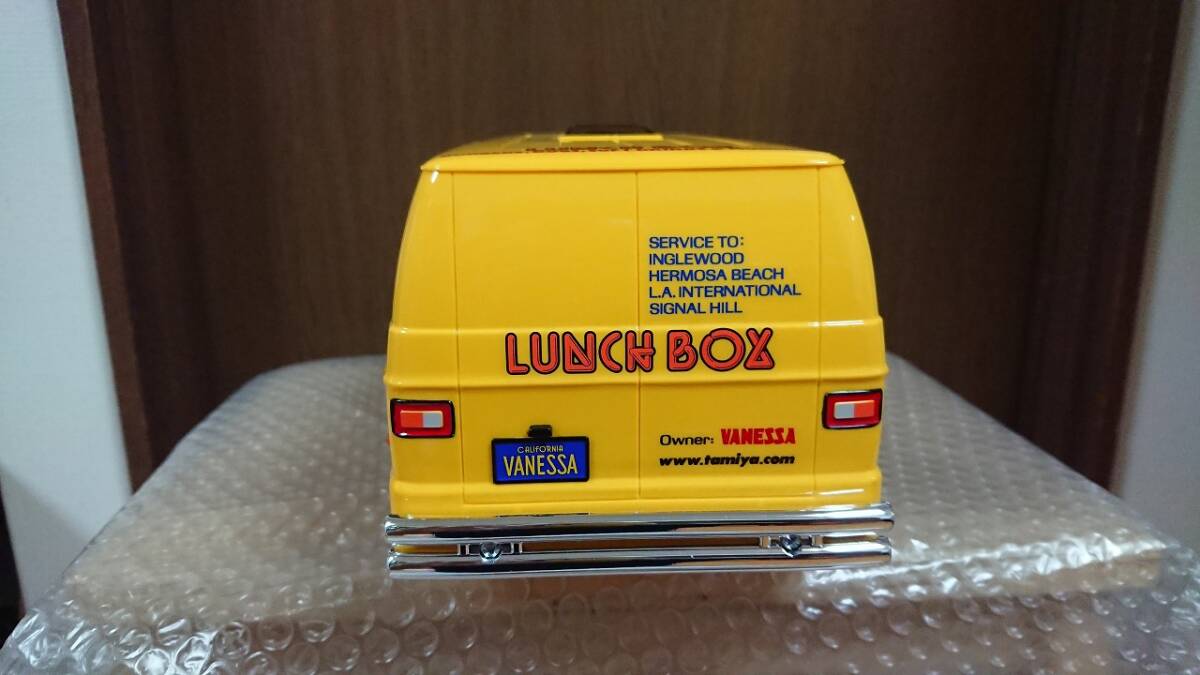 SERVICE TO:
INGLEWOOD
HERMOSA BEACH
L.A. INTERNATIONAL
SIGNAL HILL
LUNCH BOX
Owner: VANESSA
www.tamiya.com
CALIFORNIA
VANESSA